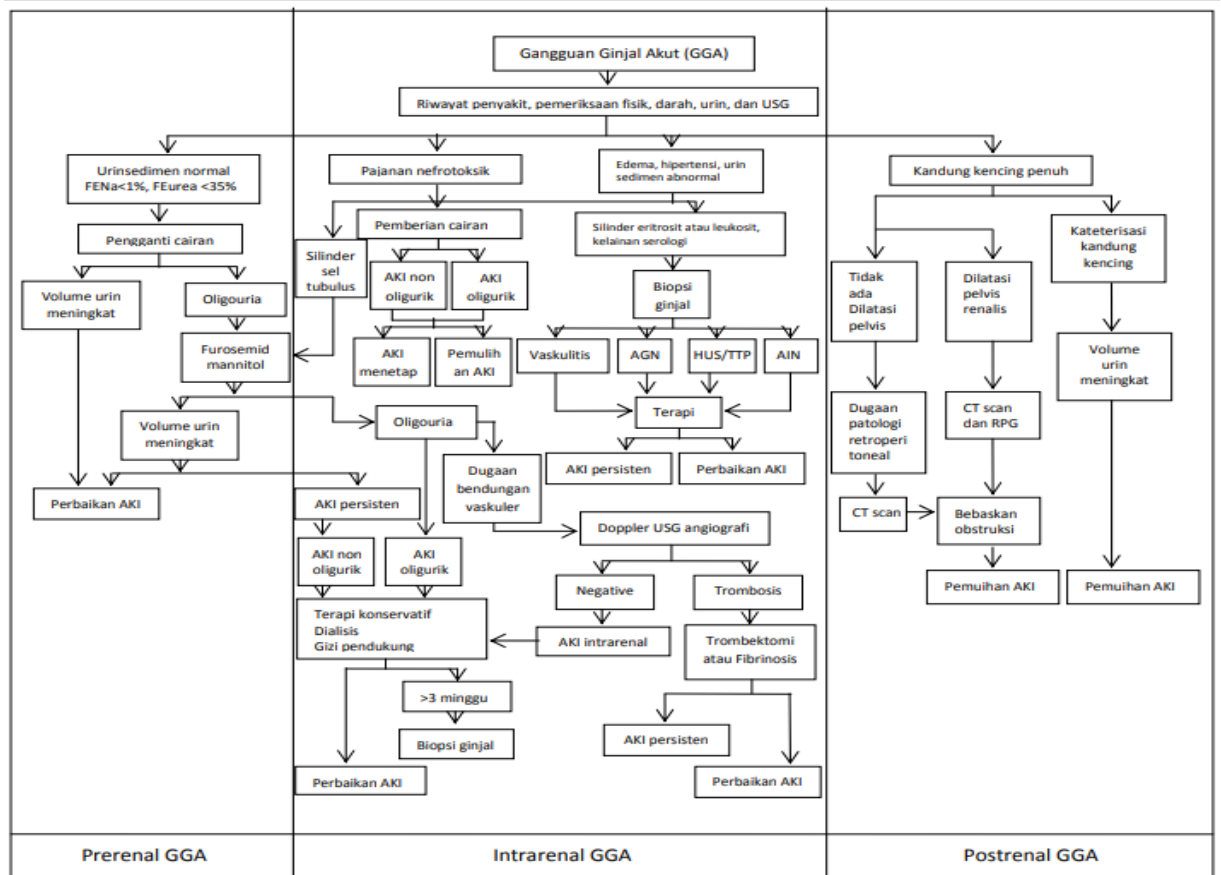 Gangguan Ginjal Akut (GGA)
Riwayat penyakit, pemeriksaan fisik, darah, urin, dan USG
Urinsedimen normal
FENa<1%, FEurea <35%
Pajanan nefrotoksik
Edema, hipertensi, urin
sedimen abnormal
Kandung kencing penuh
Pengganti cairan
Pemberian cairan
Silinder eritrosit atau leukosit,
kelainan serologi
Kateterisasi
kandung
kencing
Silinder
sel
tubulus
AKI non
oligurik
AKI
oligurik
Biopsi
ginjal
Tidak
ada
Dilatasi
pelvis
Dilatasi
pelvis
renalis
Volume urin
meningkat
Oligouria
Furosemid
mannitol
AKI
menetap
Pemulih
an AKI
Vaskulitis
AGN
HUS/TTP
AIN
Volume
urin
meningkat
Volume urin
meningkat
Oligouria
Terapi
Dugaan
patologi
retroperi
toneal
CT scan
dan RPG
Dugaan
bendungan
vaskuler
AKI persisten
Perbaikan AKI
Perbaikan AKI
AKI persisten
CT scan
Bebaskan
obstruksi
Doppler USG angiografi
AKI non
oligurik
AKI
oligurik
Negative
Trombosis
Pemuihan AKI
Pemuihan AKI
Terapi konservatif
Dialisis
Gizi pendukung
AKI intrarenal
Trombektomi
atau Fibrinosis
>3 minggu
Biopsi ginjal
AKI persisten
Perbaikan AKI
Perbaikan AKI
Prerenal GGA
Intrarenal GGA
Postrenal GGA